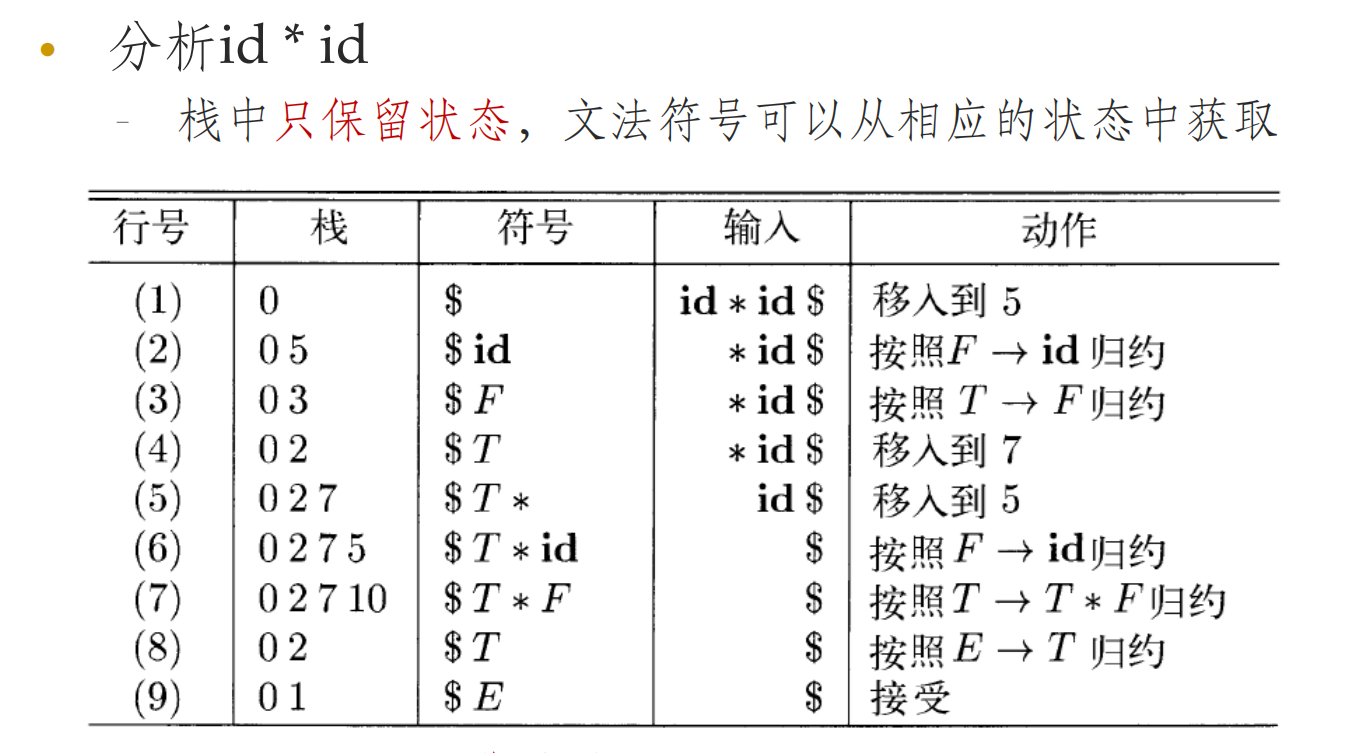 • 分析id * id
– 栈中只保留状态，文法符号可以从相应的状态中获取
行号 栈 符号 输入 动作
(1) 0 $ id * id $ 移入到 5
(2) 0 5 $ id * id $ 按照F → id 归约
(3) 0 3 $ F * id $ 按照 T → F 归约
(4) 0 2 $ T * id $ 移入到 7
(5) 0 2 7 $ T * id $ 移入到 5
(6) 0 2 7 5 $ T * id $ 按照 F → id 归约
(7) 0 2 7 10 $ T * F $ 按照 T → T * F 归约
(8) 0 2 $ T $ 按照 E → T 归约
(9) 0 1 $ E $ 接受